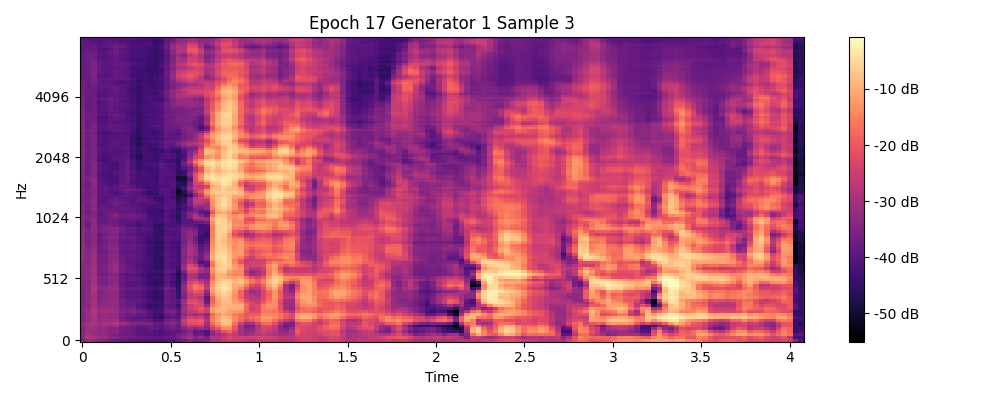 Epoch 17 Generator 1 Sample 3
Hz
4096
2048
1024
512
0
0 0.5 1 1.5 2 2.5 3 3.5 4
Time
-10 dB
-20 dB
-30 dB
-40 dB
-50 dB